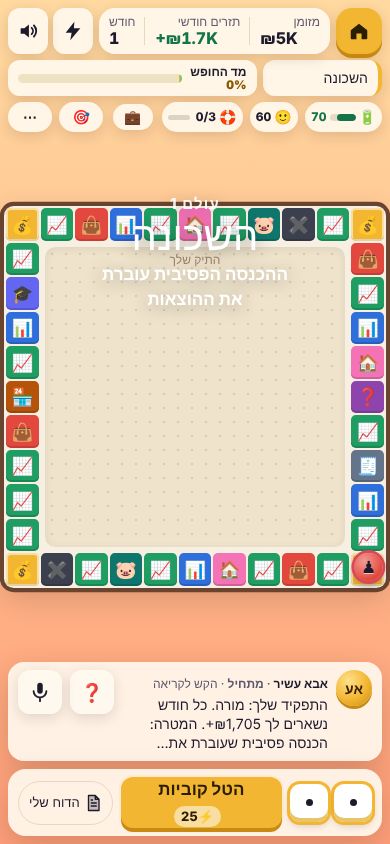 מזומן
₪5K
תזרים חודשי
+₪1.7K
חודש
1
השכונה
מד החופש
0%
70
60
0/3
...
עולם 1
השכונה
התיק שלך
ההכנסה הפסיבית עוברת
את ההוצאות
אע
אבא עשיר · מתחיל · הקש לקריאה
התפקיד שלך: מורה. כל חודש
נשארים לך ₪1,705+. המטרה:
הכנסה פסיבית שעוברת את...
הטל קוביות
⚡25
הדוח שלי